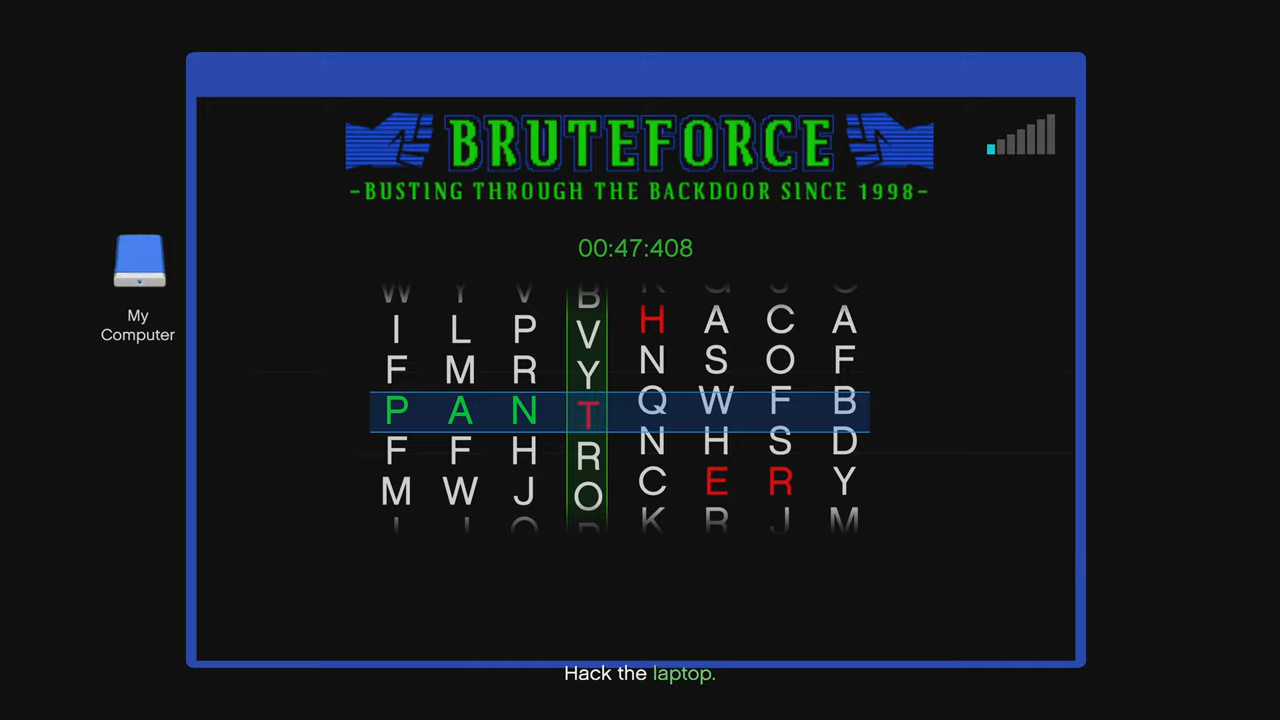 BRUTEFORCE
-BUSTING THROUGH THE BACKDOOR SINCE 1998-
00:47:408
My
Computer
W Y V B K G J O
I L P V H A C A
F M R Y N S O F
P A N T Q W F B
F F H R N H S D
M W J O C E R Y
K R J M
Hack the laptop.